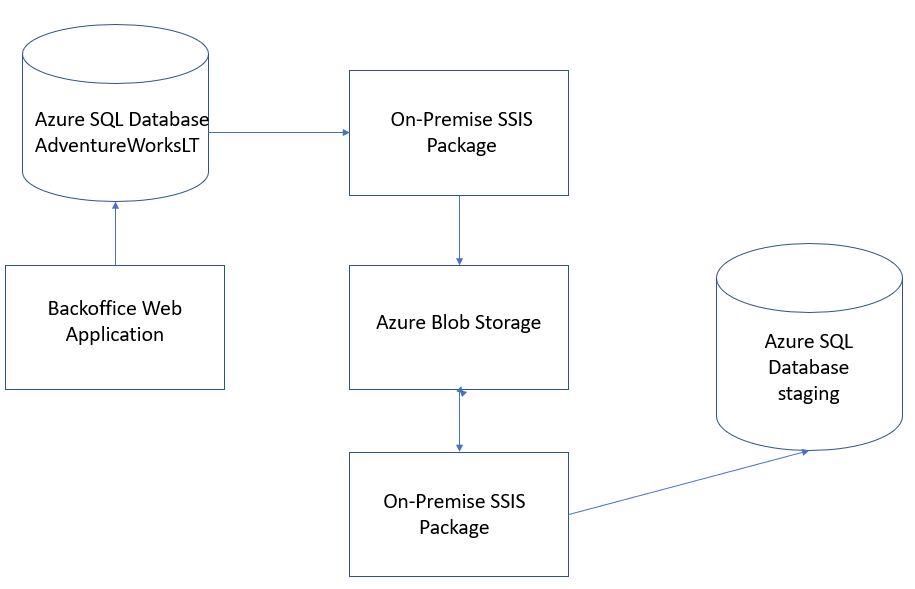 Azure SQL Database
AdventureWorksLT
On-Premise SSIS
Package
Backoffice Web
Application
Azure Blob Storage
Azure SQL
Database
staging
On-Premise SSIS
Package